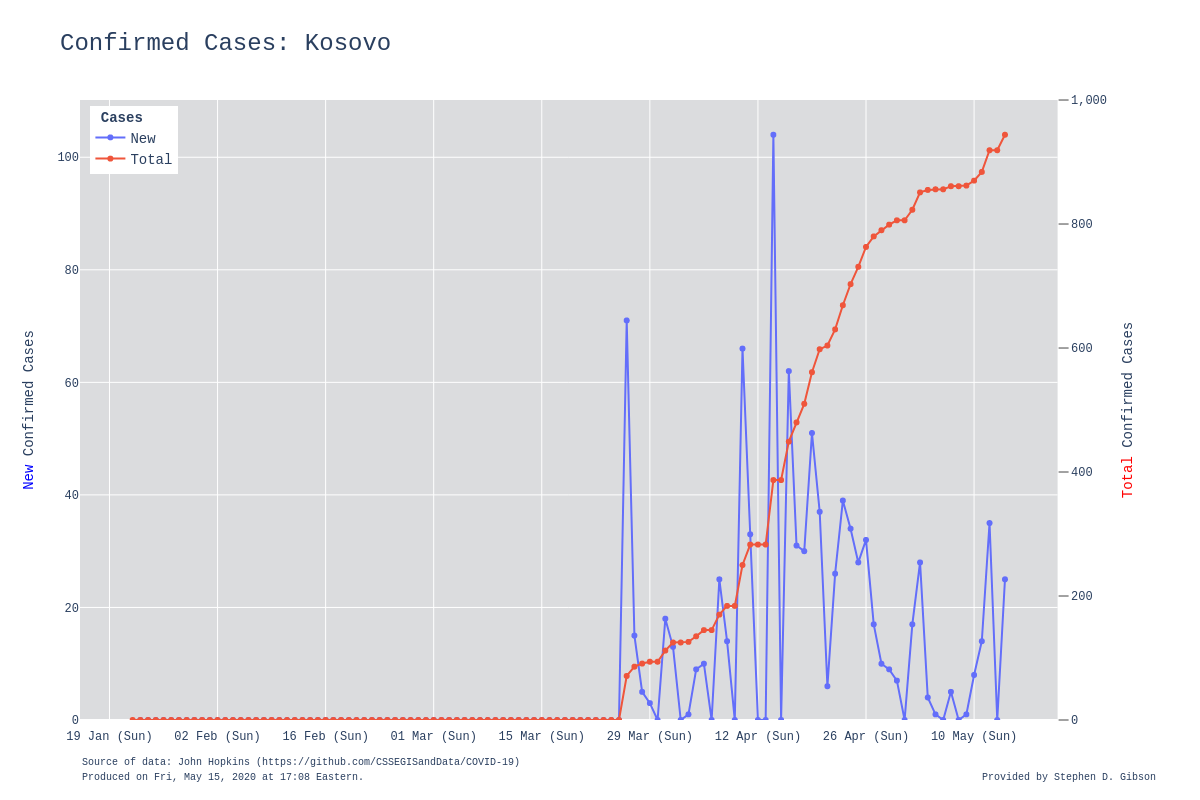 Confirmed Cases: Kosovo
Cases
New
Total
100
80
60
40
20
0
1,000
800
600
400
200
0
New Confirmed Cases
Total Confirmed Cases
19 Jan (Sun) 02 Feb (Sun) 16 Feb (Sun) 01 Mar (Sun) 15 Mar (Sun) 29 Mar (Sun) 12 Apr (Sun) 26 Apr (Sun) 10 May (Sun)
Source of data: John Hopkins (https://github.com/CSSEGISandData/COVID-19)
Produced on Fri, May 15, 2020 at 17:08 Eastern.
Provided by Stephen D. Gibson